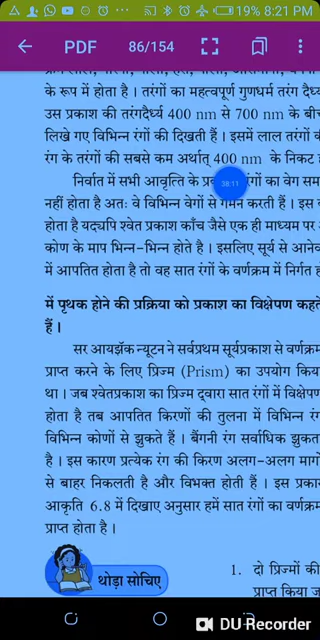 19% 8:21 PM
PDF 86/154
के रूप में होता है । तरंगों का महत्वपूर्ण गुणधर्म तरंग दैर्ध्य
उस प्रकाश की तरंगदैर्ध्य 400 nm से 700 nm के बीच
लिखे गए विभिन्न रंगों की दिखती हैं । इसमें लाल तरंगों की
रंग के तरंगों की सबसे कम अर्थात् 400 nm के निकट ह
निर्वात में सभी आवृत्ति के रंगों का वेग सम
38:11
नहीं होता है अतः वे विभिन्न वेगों से गमन करती हैं । इस
होता है यद्यपि श्वेत प्रकाश काँच जैसे एक ही माध्यम पर
कोण के माप भिन्न-भिन्न होते है । इसलिए सूर्य से आने
में आपतित होता है तो वह सात रंगों के वर्णक्रम में निर्गत ह
में पृथक होने की प्रक्रिया को प्रकाश का विक्षेपण कहते
हैं ।
सर आयझॅक न्यूटन ने सर्वप्रथम सूर्यप्रकाश से वर्णक्रम
प्राप्त करने के लिए प्रिज्म (Prism) का उपयोग किया
था । जब श्वेतप्रकाश का प्रिज्म द्वारा सात रंगों में विक्षेपण
होता है तब आपतित किरणों की तुलना में विभिन्न रंग
विभिन्न कोणों से झुकते हैं । बैंगनी रंग सर्वाधिक झुकता
है । इस कारण प्रत्येक रंग की किरण अलग-अलग मार्गों
से बाहर निकलती है और विभक्त होती हैं । इस प्रकार
आकृति 6.8 में दिखाए अनुसार हमें सात रंगों का वर्णक्रम
प्राप्त होता है ।
थोड़ा सोचिए
1. दो प्रिज्मों की
प्राप्त किया ज
DU Recorder